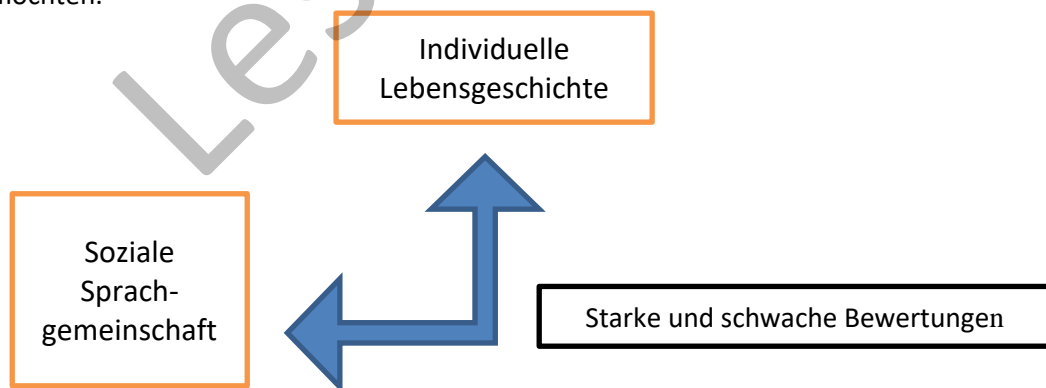 möchten.
Individuelle
Lebensgeschichte
Soziale
Sprach-
gemeinschaft
Starke und schwache Bewertungen